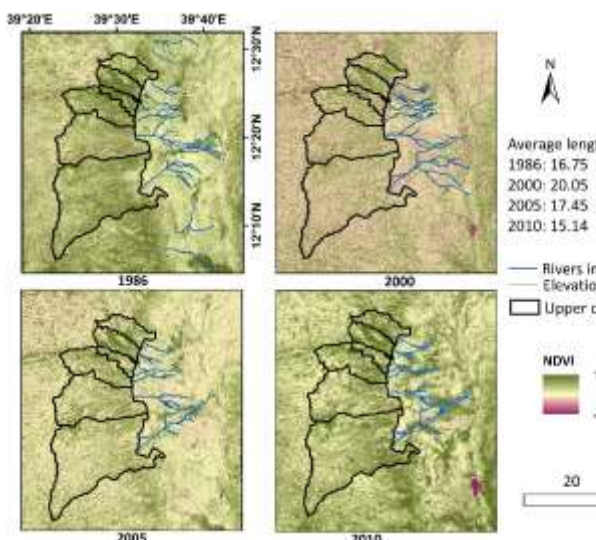 39°20'E 39°30'E 39°40'E
12°30'N
12°20'N
12°10'N
1986
2000
2005
2010
N
Average leng
1986: 16.75
2000: 20.05
2005: 17.45
2010: 15.14
Rivers in
Elevatio
Upper c
NDVI
20